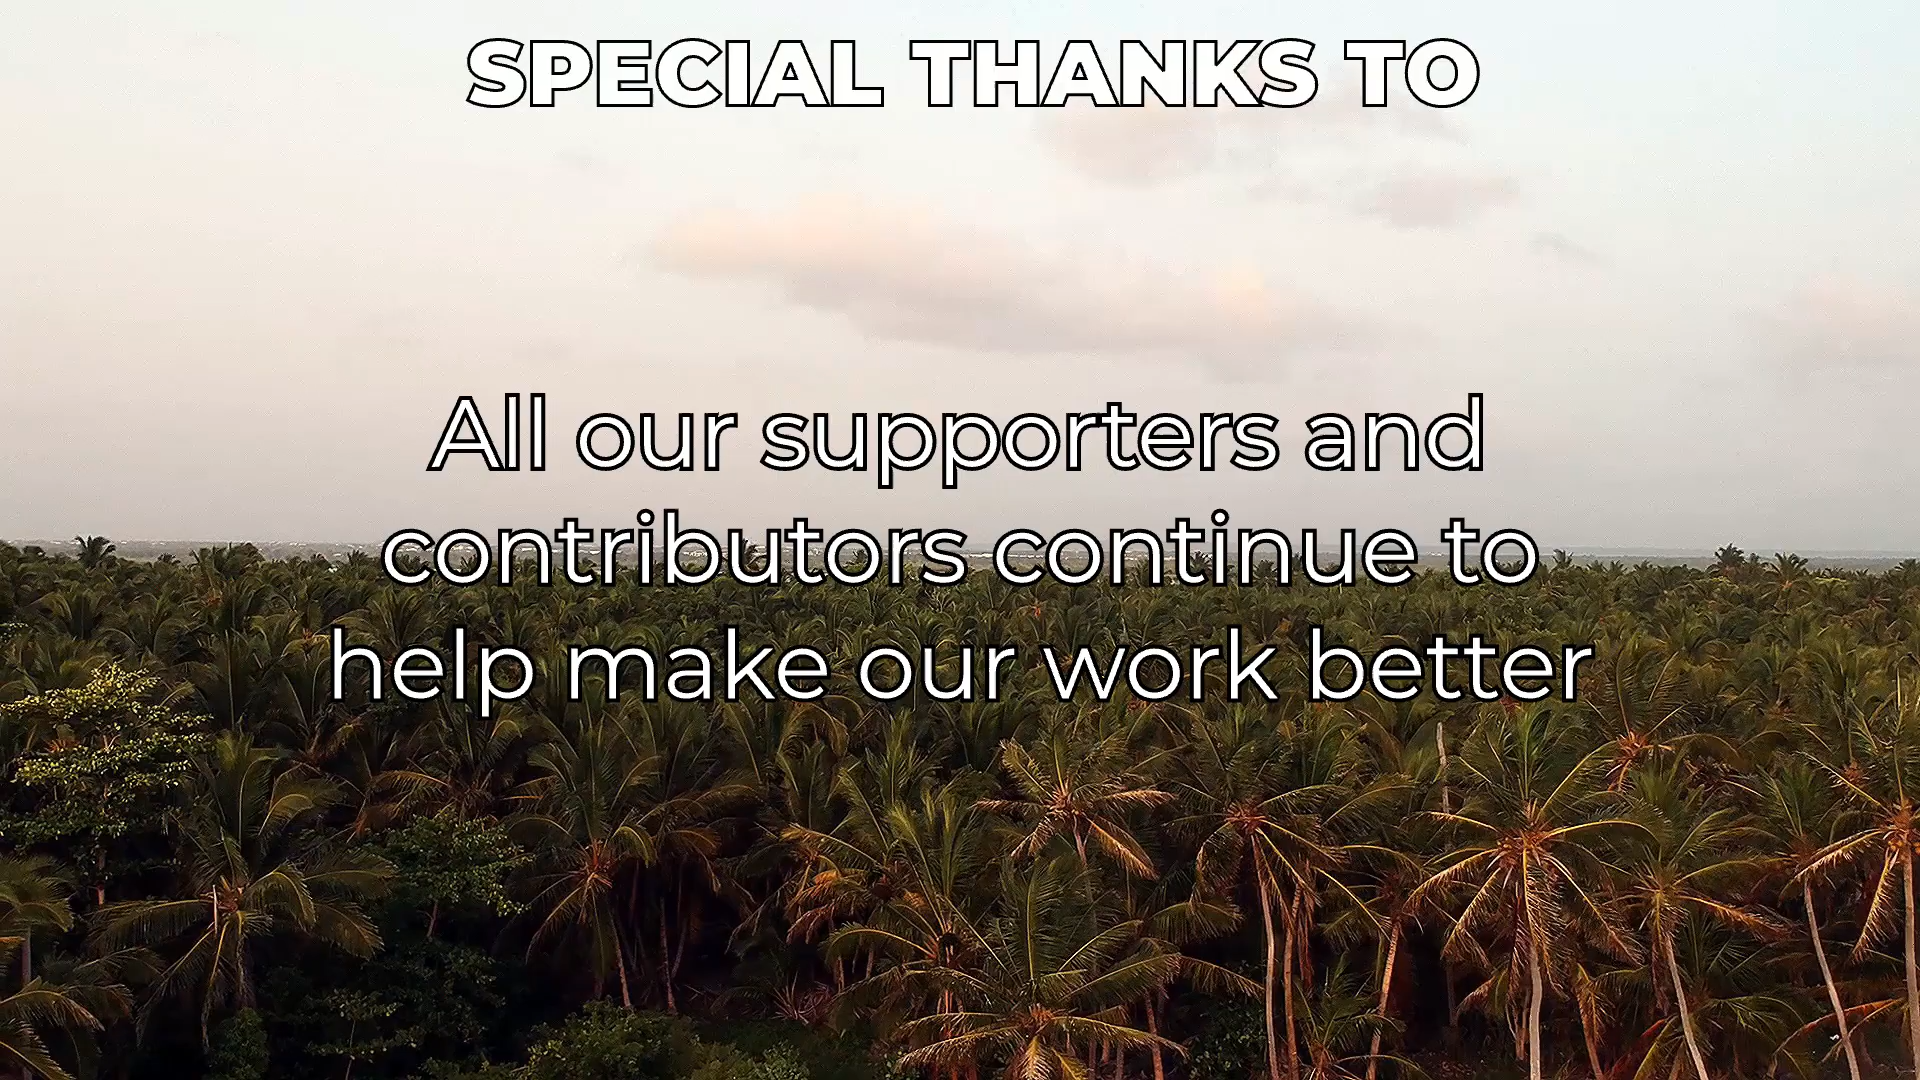 SPECIAL THANKS TO
All our supporters and
contributors continue to
help make our work better